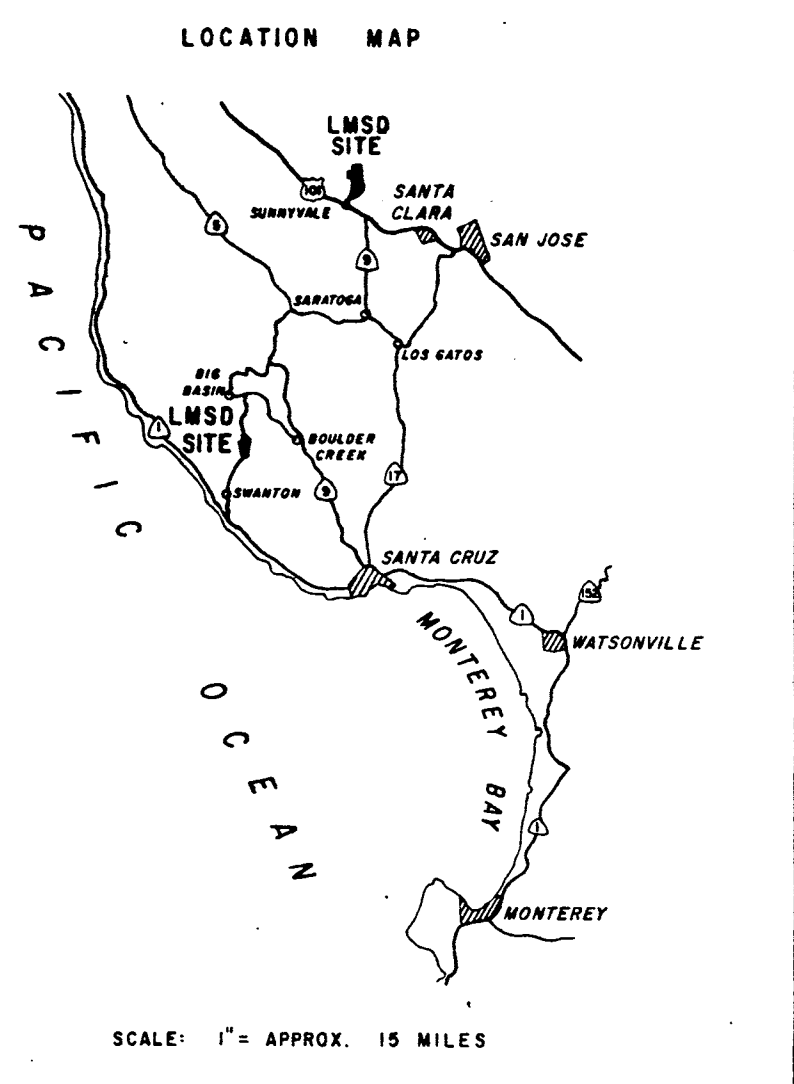 LOCATION MAP
LMSD
SITE
101
SUNNYVALE
SANTA
CLARA
SAN JOSE
5
9
SARATOGA
LOS GATOS
BIG
BASIN
LMSD
SITE
1
BOULDER
CREEK
SWANTON
9
17
SANTA CRUZ
152
1
WATSONVILLE
PACIFIC
OCEAN
MONTEREY
BAY
1
MONTEREY
SCALE: 1" = APPROX. 15 MILES